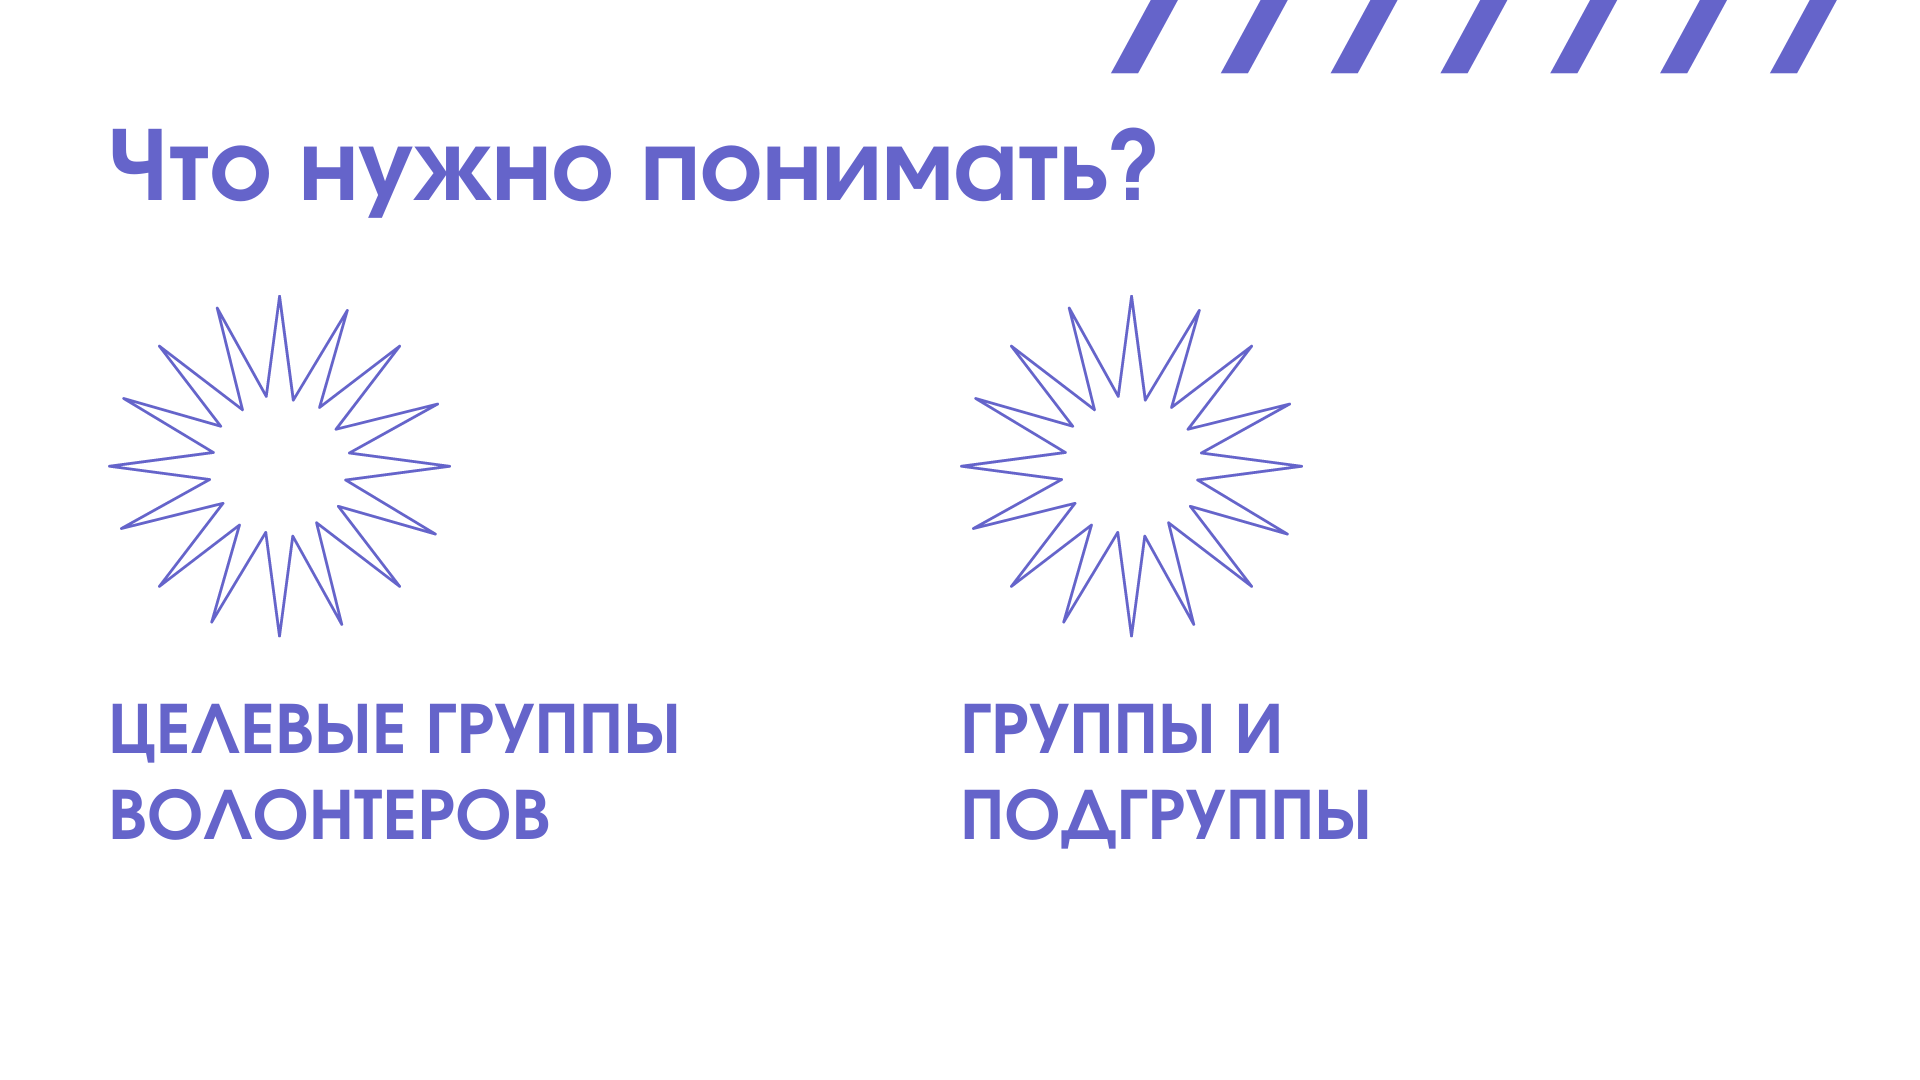 Что нужно понимать?
ЦЕЛЕВЫЕ ГРУППЫ
ВОЛОНТЕРОВ
ГРУППЫ И
ПОДГРУППЫ